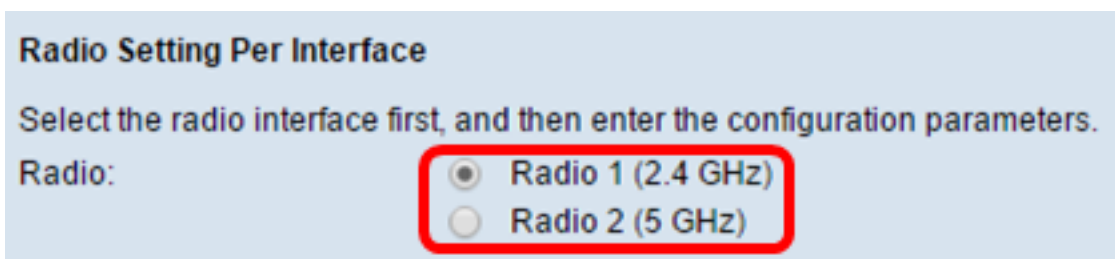 Radio Setting Per Interface
Select the radio interface first, and then enter the configuration parameters.
Radio: Radio 1 (2.4 GHz)
Radio 2 (5 GHz)